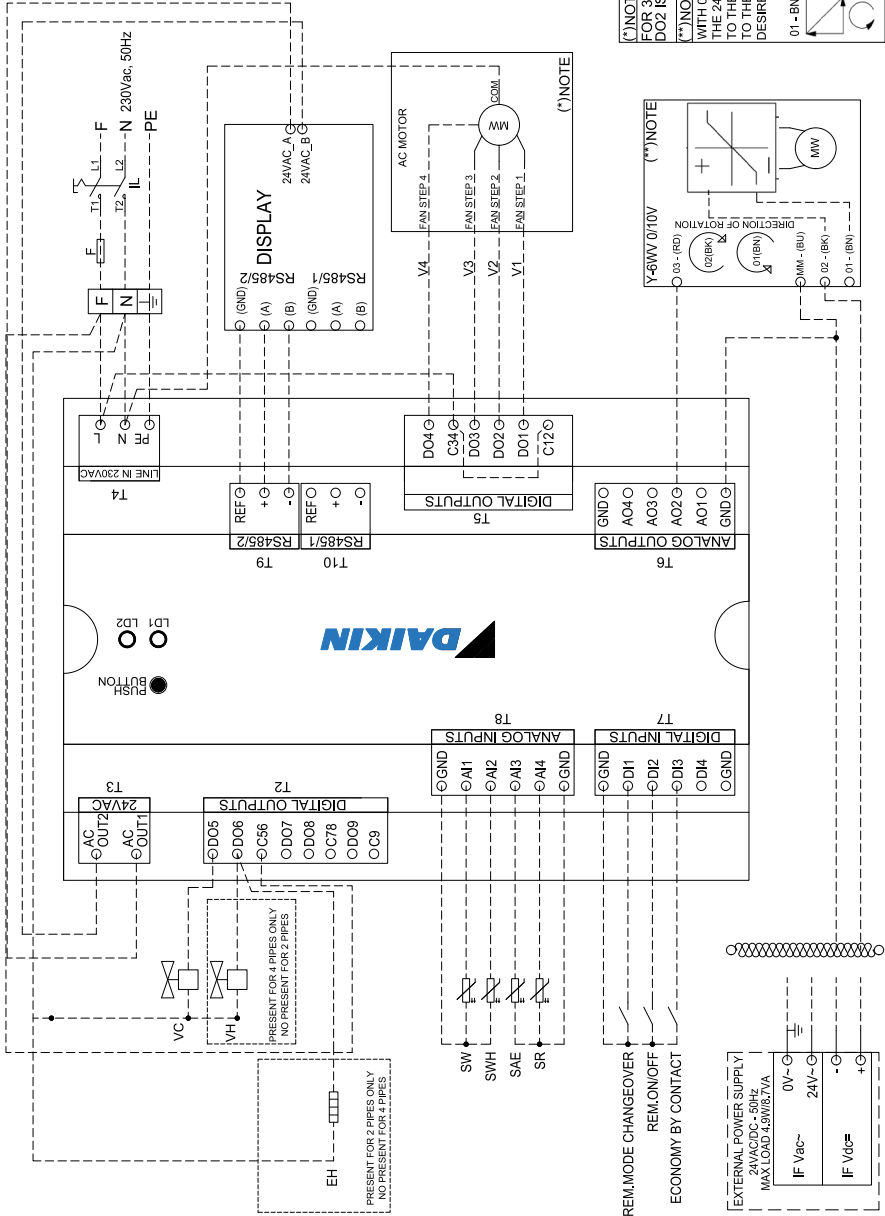 F
N 230Vac, 50Hz
PE
L1
L2
IL
T1
T2
F
F
N
L
N
PE
LINE IN 230VAC
T4
DISPLAY
24VAC_A
24VAC_B
RS485/2
(GND)
(A)
(B)
RS485/1
(GND)
(A)
(B)
REF
+
-
RS485/2
T9
REF
+
-
RS485/1
T10
AC MOTOR
(*)NOTE
COM
MW
FAN STEP 4
FAN STEP 3
FAN STEP 2
FAN STEP 1
V4
V3
V2
V1
DO4
C34
DO3
DO2
DO1
C12
DIGITAL OUTPUTS
T5
(*)NOT
FOR 3
DO2 IS
(**)NO
WITH 0
THE 24
TO THE
TO THE
DESIRE
01 - BN
Y-6WV 0/10V
(**)NOTE
+
-
MW
DIRECTION OF ROTATION
02(BK)
01(BN)
03 - (RD)
MM - (BU)
02 - (BK)
01 - (BN)
GND
AO4
AO3
AO2
AO1
GND
ANALOG OUTPUTS
T6
LD2
LD1
PUSH
BUTTON
DAIKIN
T3
24VAC
AC
OUT2
AC
OUT1
T2
DIGITAL OUTPUTS
DO5
DO6
C56
DO7
DO8
C78
DO9
C9
T8
ANALOG INPUTS
GND
AI1
AI2
AI3
AI4
GND
T7
DIGITAL INPUTS
GND
DI1
DI2
DI3
DI4
GND
VC
VH
PRESENT FOR 4 PIPES ONLY
NO PRESENT FOR 2 PIPES
EH
PRESENT FOR 2 PIPES ONLY
NO PRESENT FOR 4 PIPES
SW
SWH
SAE
SR
REM.MODE CHANGEOVER
REM.ON/OFF
ECONOMY BY CONTACT
EXTERNAL POWER SUPPLY
24VAC/DC - 50Hz
MAX LOAD 4.9W/8.7VA
IF Vac~
0V~
24V~
IF Vdc=
-
+